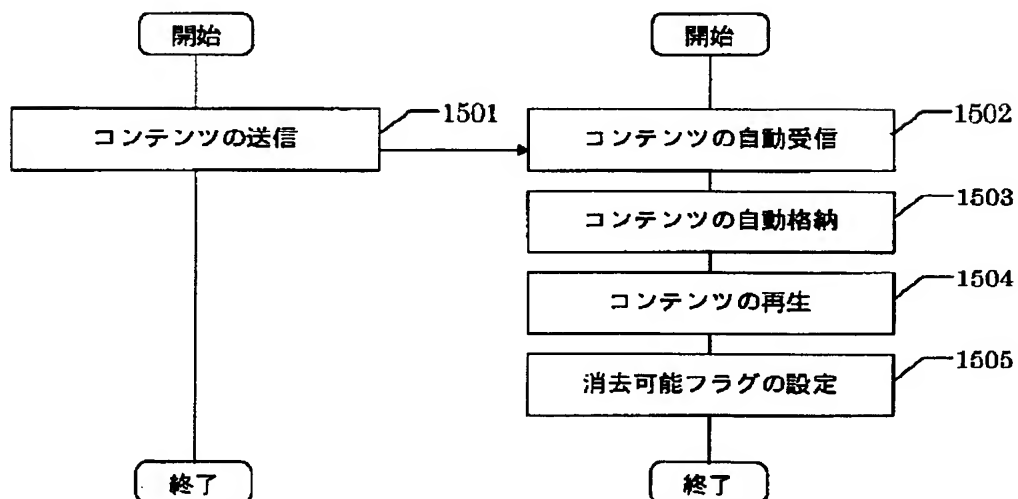 開始
コンテンツの送信
1501
終了
開始
コンテンツの自動受信
1502
コンテンツの自動格納
1503
コンテンツの再生
1504
消去可能フラグの設定
1505
終了